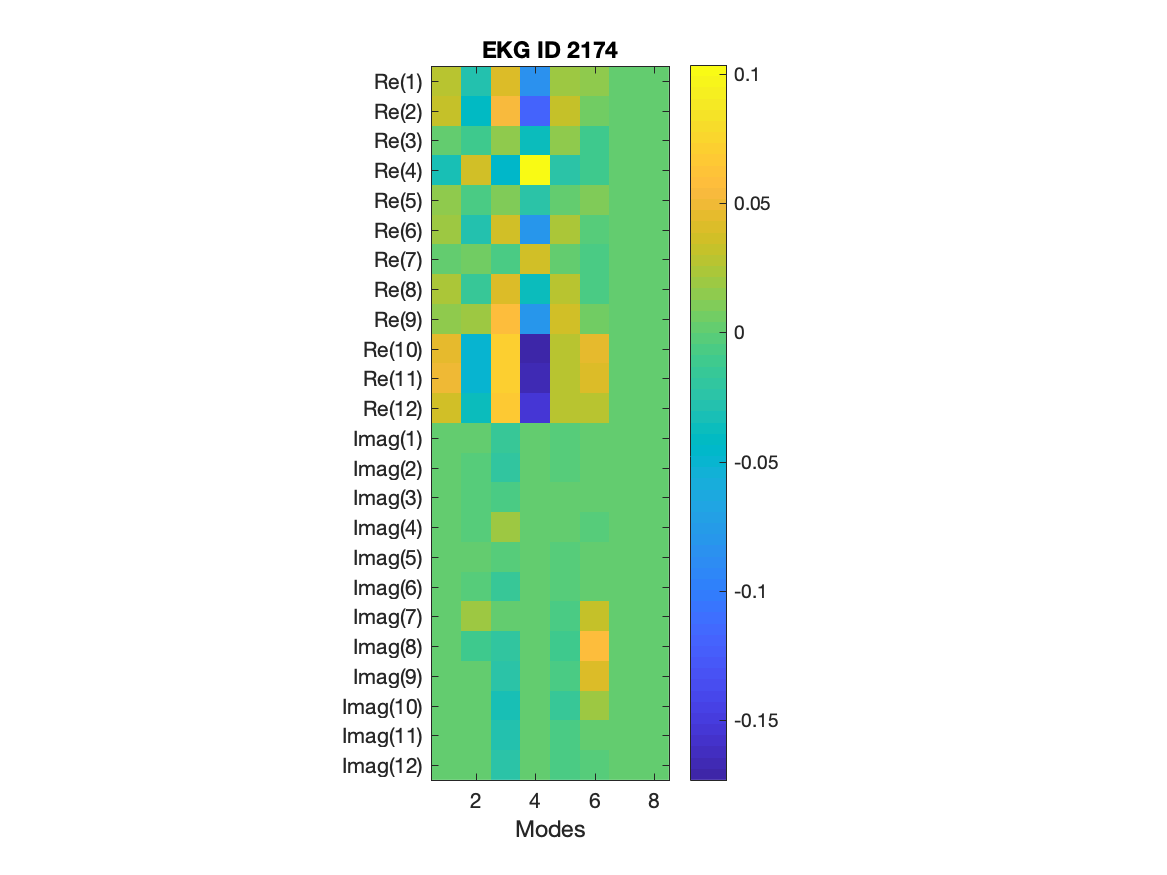 EKG ID 2174
Re(1)
Re(2)
Re(3)
Re(4)
Re(5)
Re(6)
Re(7)
Re(8)
Re(9)
Re(10)
Re(11)
Re(12)
Imag(1)
Imag(2)
Imag(3)
Imag(4)
Imag(5)
Imag(6)
Imag(7)
Imag(8)
Imag(9)
Imag(10)
Imag(11)
Imag(12)
2 4 6 8
Modes
0.1
0.05
0
-0.05
-0.1
-0.15